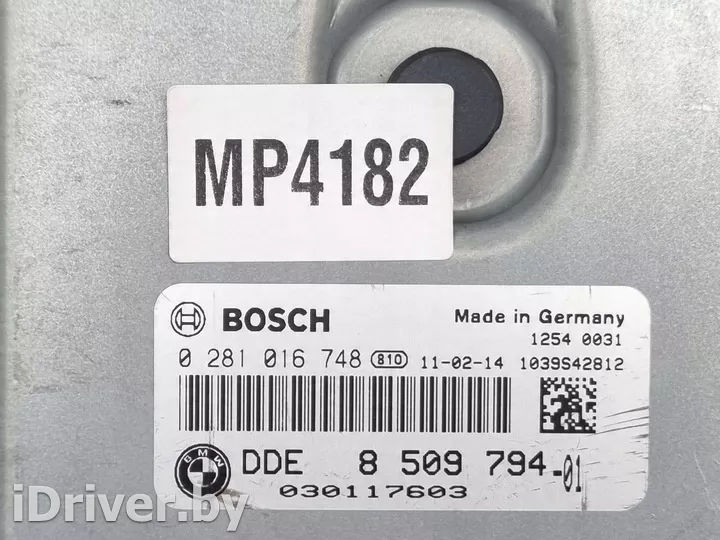 MP4182
BOSCH
Made in Germany
1254 0031
0 281 016 748 810 11-02-14 1039S42812
BMW
DDE 8 509 794-01
030117603
iDriver.by